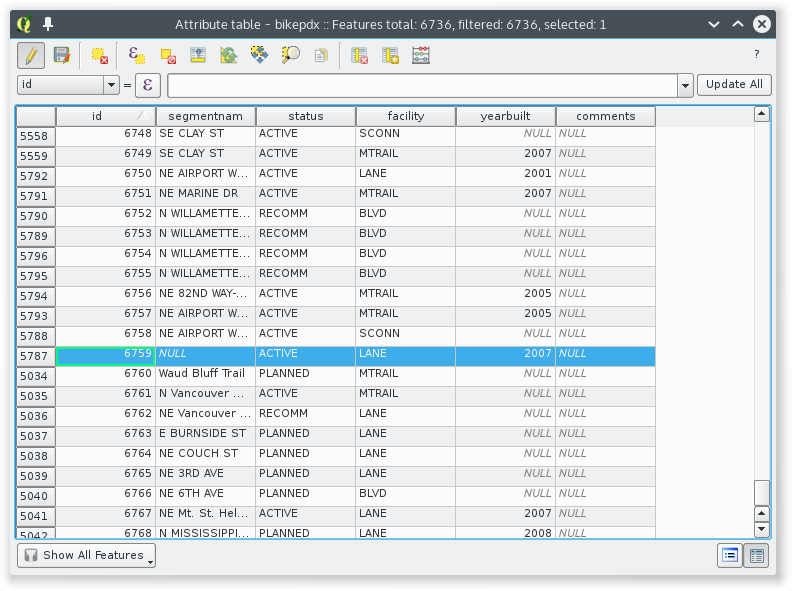 Attribute table - bikepdx :: Features total: 6736, filtered: 6736, selected: 1
?
id = ε Update All
id segmentnam status facility yearbuilt comments
5558 6748 SE CLAY ST ACTIVE SCONN NULL NULL
5559 6749 SE CLAY ST ACTIVE MTRAIL 2007 NULL
5792 6750 NE AIRPORT W... ACTIVE LANE 2001 NULL
5791 6751 NE MARINE DR ACTIVE MTRAIL 2007 NULL
5790 6752 N WILLAMETTE... RECOMM BLVD NULL NULL
5789 6753 N WILLAMETTE... RECOMM BLVD NULL NULL
5796 6754 N WILLAMETTE... RECOMM BLVD NULL NULL
5795 6755 N WILLAMETTE... RECOMM BLVD NULL NULL
5794 6756 NE 82ND WAY-... ACTIVE MTRAIL 2005 NULL
5793 6757 NE AIRPORT W... ACTIVE MTRAIL 2005 NULL
5788 6758 NE AIRPORT W... ACTIVE SCONN NULL NULL
5787 6759 NULL ACTIVE LANE 2007 NULL
5034 6760 Waud Bluff Trail PLANNED MTRAIL NULL NULL
5035 6761 N Vancouver ... ACTIVE MTRAIL NULL NULL
5036 6762 NE Vancouver ... RECOMM LANE NULL NULL
5037 6763 E BURNSIDE ST PLANNED LANE NULL NULL
5038 6764 NE COUCH ST PLANNED LANE NULL NULL
5039 6765 NE 3RD AVE PLANNED LANE NULL NULL
5040 6766 NE 6TH AVE PLANNED BLVD NULL NULL
5041 6767 NE Mt. St. Hel... ACTIVE LANE 2007 NULL
5042 6768 N MISSISSIPPI... PLANNED LANE 2008 NULL
Show All Features